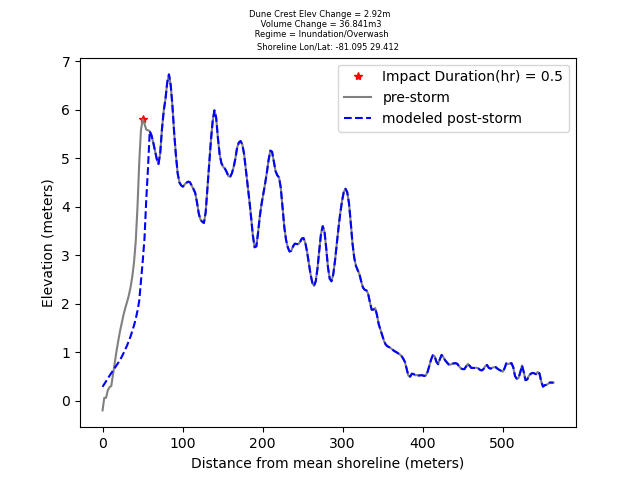 Dune Crest Elev Change = 2.92m
Volume Change = 36.841m3
Regime = Inundation/Overwash
Shoreline Lon/Lat: -81.095 29.412
Impact Duration(hr) = 0.5
pre-storm
modeled post-storm
7
6
5
4
3
2
1
0
Elevation (meters)
0 100 200 300 400 500
Distance from mean shoreline (meters)